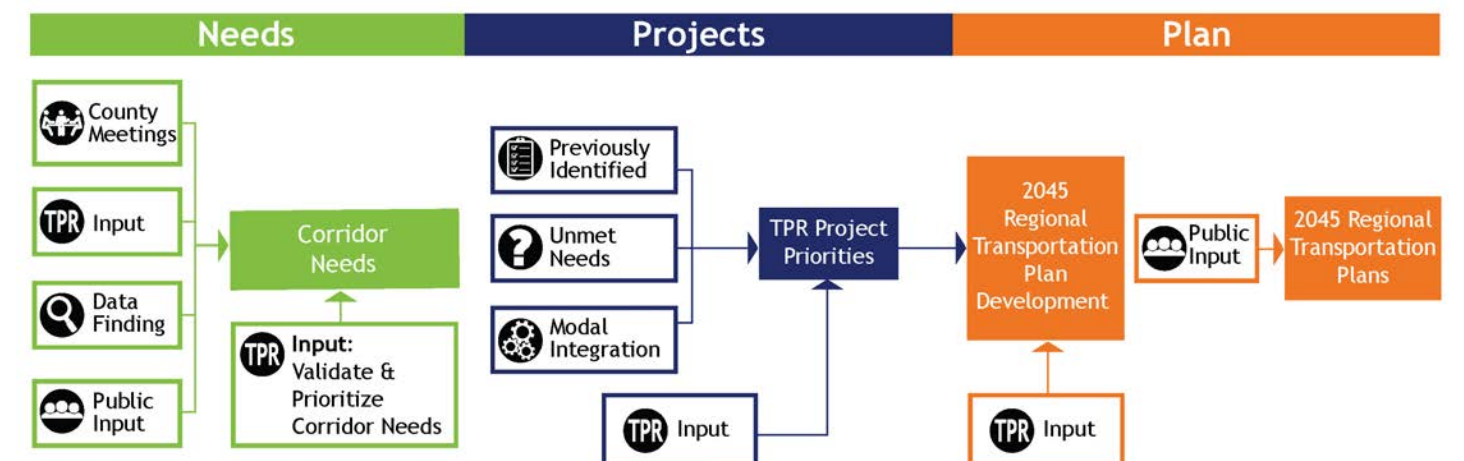 Needs
Projects
Plan
County
Meetings
TPR Input
Data
Finding
Public
Input
Corridor
Needs
TPR Input:
Validate &
Prioritize
Corridor Needs
Previously
Identified
Unmet
Needs
Modal
Integration
TPR Input
TPR Project
Priorities
2045
Regional
Transportation
Plan
Development
TPR Input
Public
Input
2045 Regional
Transportation
Plans